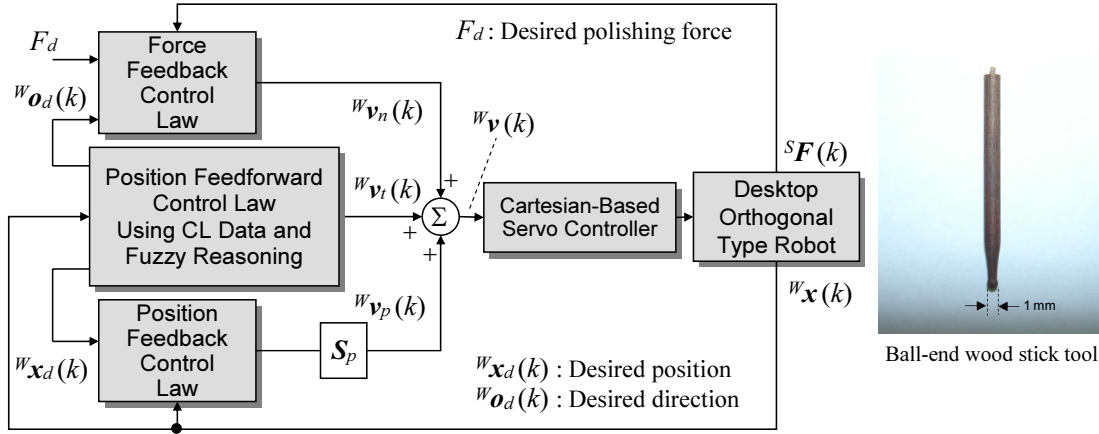 F_d : Desired polishing force
F_d
Force
Feedback
Control
Law
^W o_d(k)
^W v_n(k)
^W v(k)
^S F(k)
Position Feedforward
Control Law
Using CL Data and
Fuzzy Reasoning
^W v_t(k)
+
Σ
+
+
Cartesian-Based
Servo Controller
Desktop
Orthogonal
Type Robot
^W v_p(k)
^W x(k)
1 mm
Position
Feedback
Control
Law
S_p
^W x_d(k)
Ball-end wood stick tool
^W x_d(k) : Desired position
^W o_d(k) : Desired direction